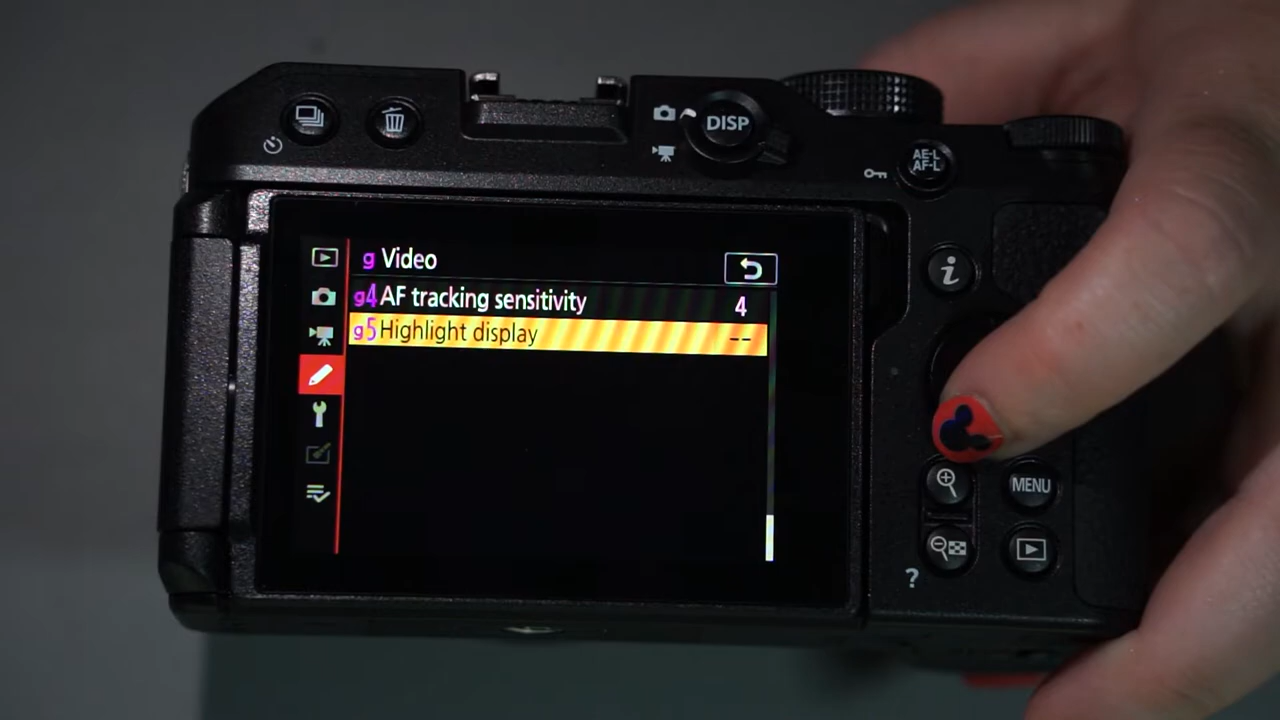 DISP
AE-L
AF-L
g Video
g4 AF tracking sensitivity 4
g5 Highlight display --
i
MENU
?